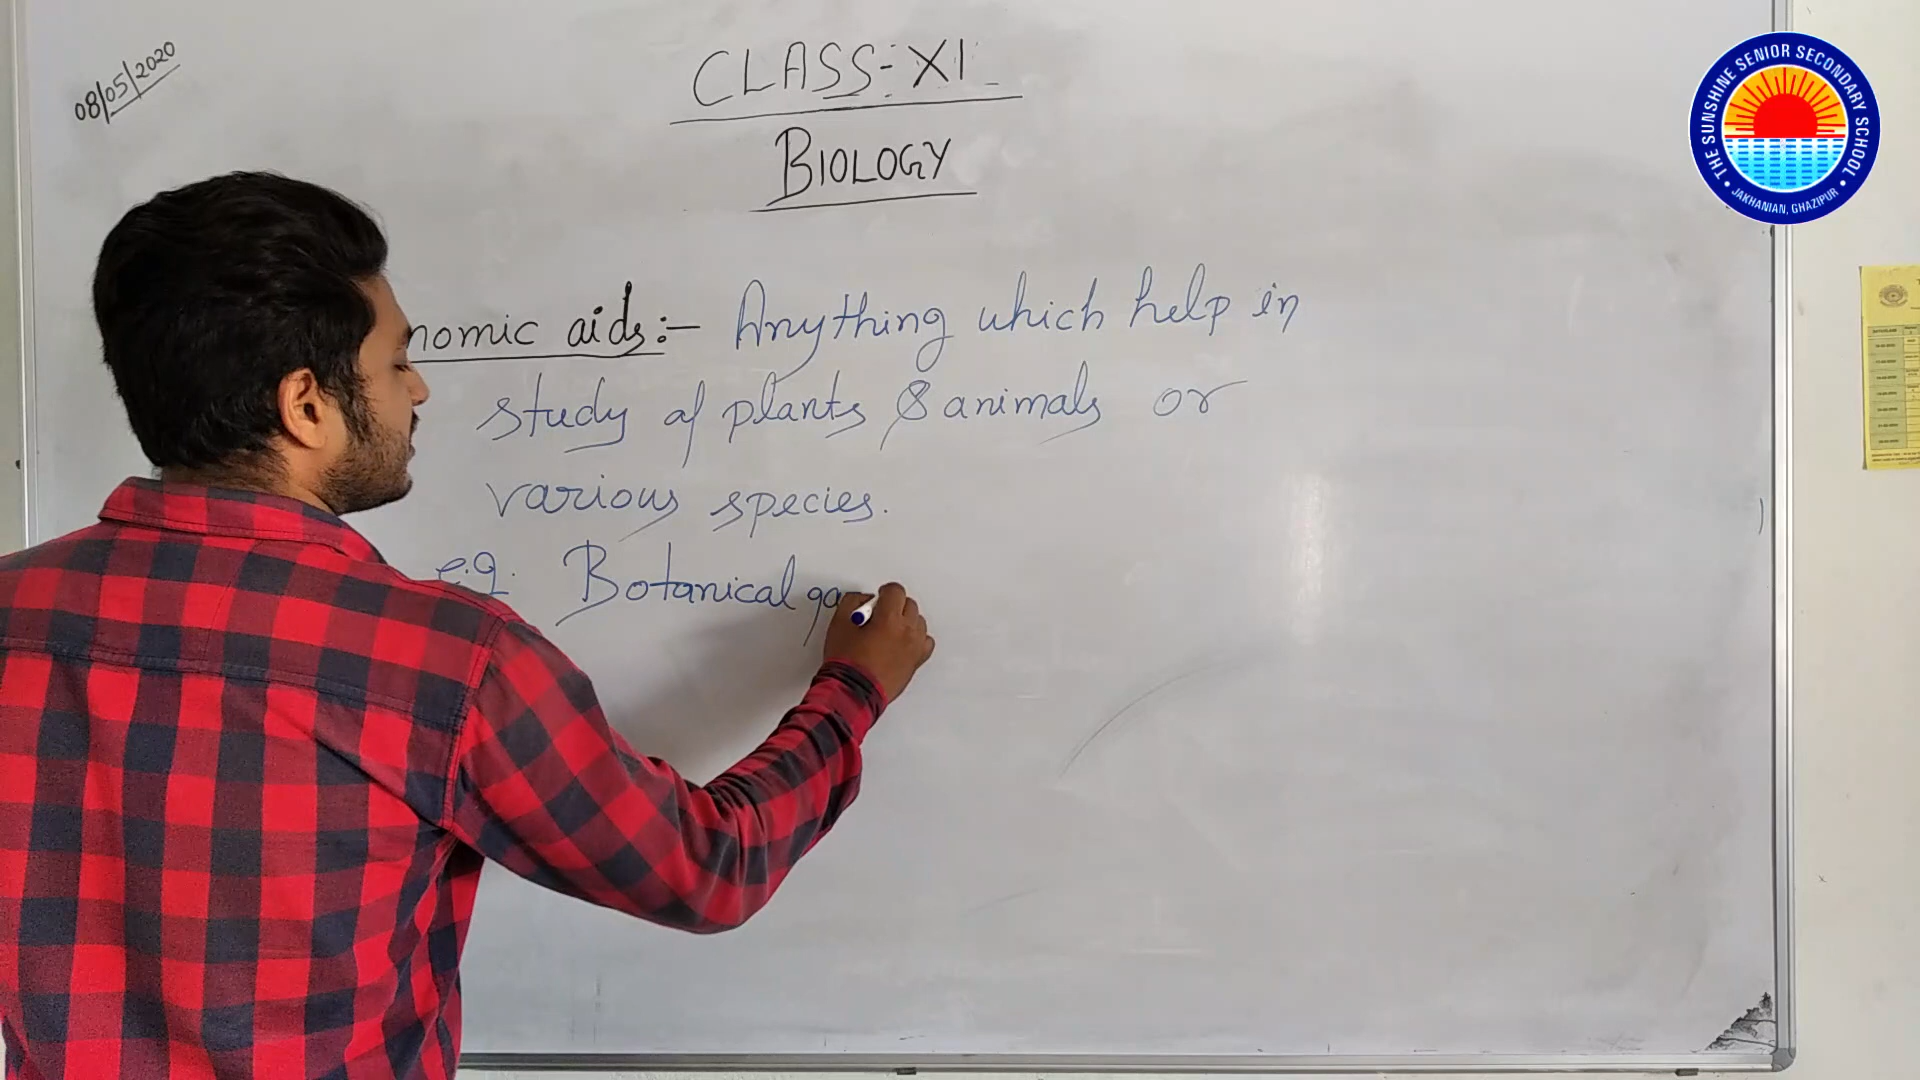 08/05/2020
CLASS-XI
BIOLOGY
nomic aids:- Anything which help in
study of plants & animals or
various species.
e.g. Botanical ga
THE SUNSHINE SENIOR SECONDARY SCHOOL
JAKHANIAN, GHAZIPUR